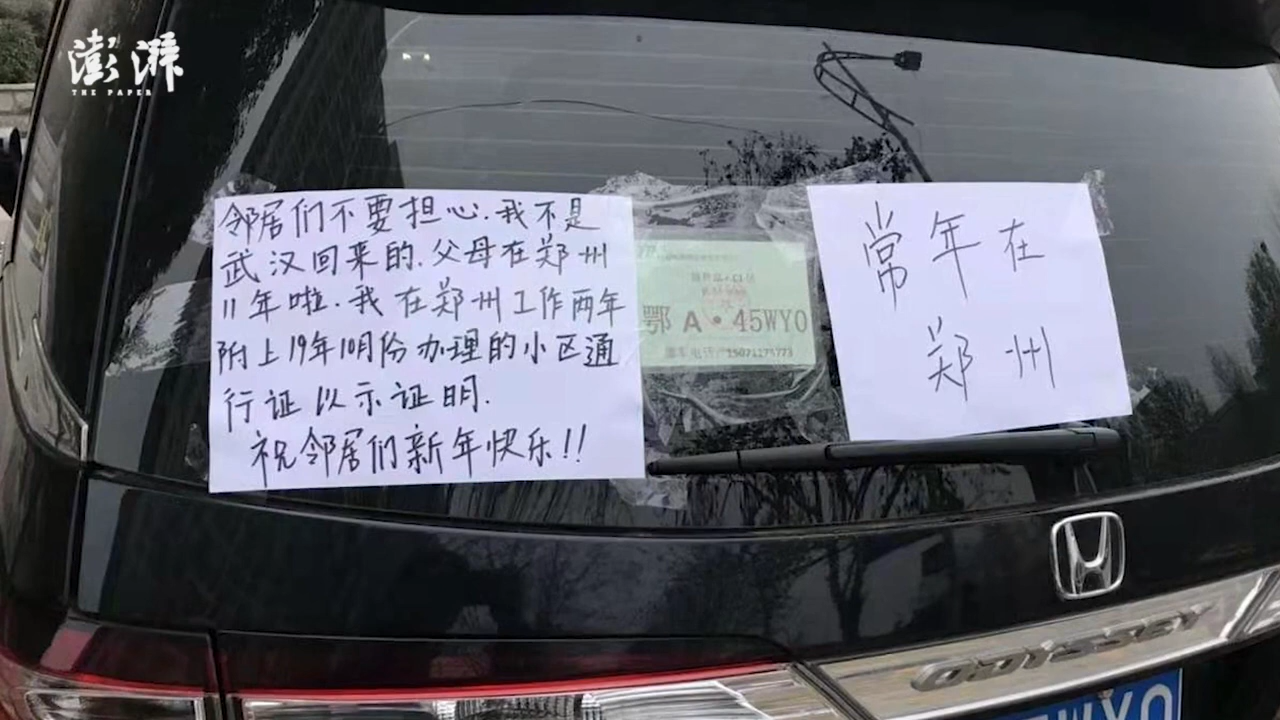 澎湃
THE PAPER
邻居们不要担心.我不是
武汉回来的.父母在郑州
11年啦.我在郑州工作两年
附上19年10月份办理的小区通
行证以示证明.
祝邻居们新年快乐!!
鄂A·45WY0
常年在
郑州
ODYSSEY
WY0